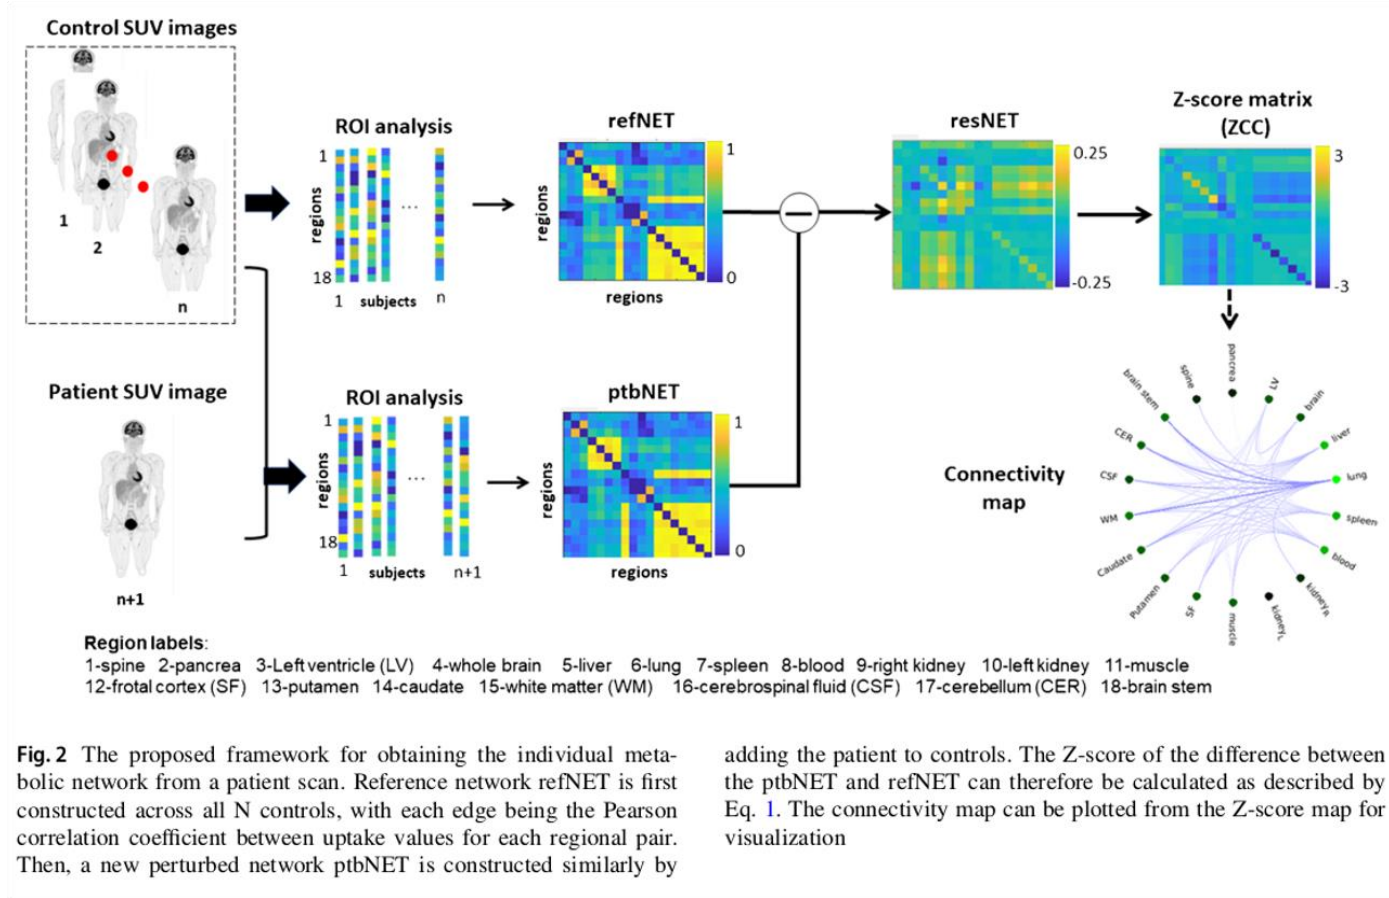 Control SUV images
1
2
n
ROI analysis
1
regions
18
1 subjects n
...
refNET
regions
regions
1
0
resNET
0.25
-0.25
Z-score matrix
(ZCC)
3
-3
Patient SUV image
n+1
ROI analysis
1
regions
18
1 subjects n+1
...
ptbNET
regions
regions
1
0
Connectivity
map
pancrea
LV
brain
liver
lung
spleen
blood
kidneyR
kidneyL
muscle
SF
Putamen
Caudate
WM
CSF
CER
brain stem
spine
Region labels:
1-spine 2-pancrea 3-Left ventricle (LV) 4-whole brain 5-liver 6-lung 7-spleen 8-blood 9-right kidney 10-left kidney 11-muscle
12-frotal cortex (SF) 13-putamen 14-caudate 15-white matter (WM) 16-cerebrospinal fluid (CSF) 17-cerebellum (CER) 18-brain stem
Fig. 2 The proposed framework for obtaining the individual meta-
bolic network from a patient scan. Reference network refNET is first
constructed across all N controls, with each edge being the Pearson
correlation coefficient between uptake values for each regional pair.
Then, a new perturbed network ptbNET is constructed similarly by
adding the patient to controls. The Z-score of the difference between
the ptbNET and refNET can therefore be calculated as described by
Eq. 1. The connectivity map can be plotted from the Z-score map for
visualization